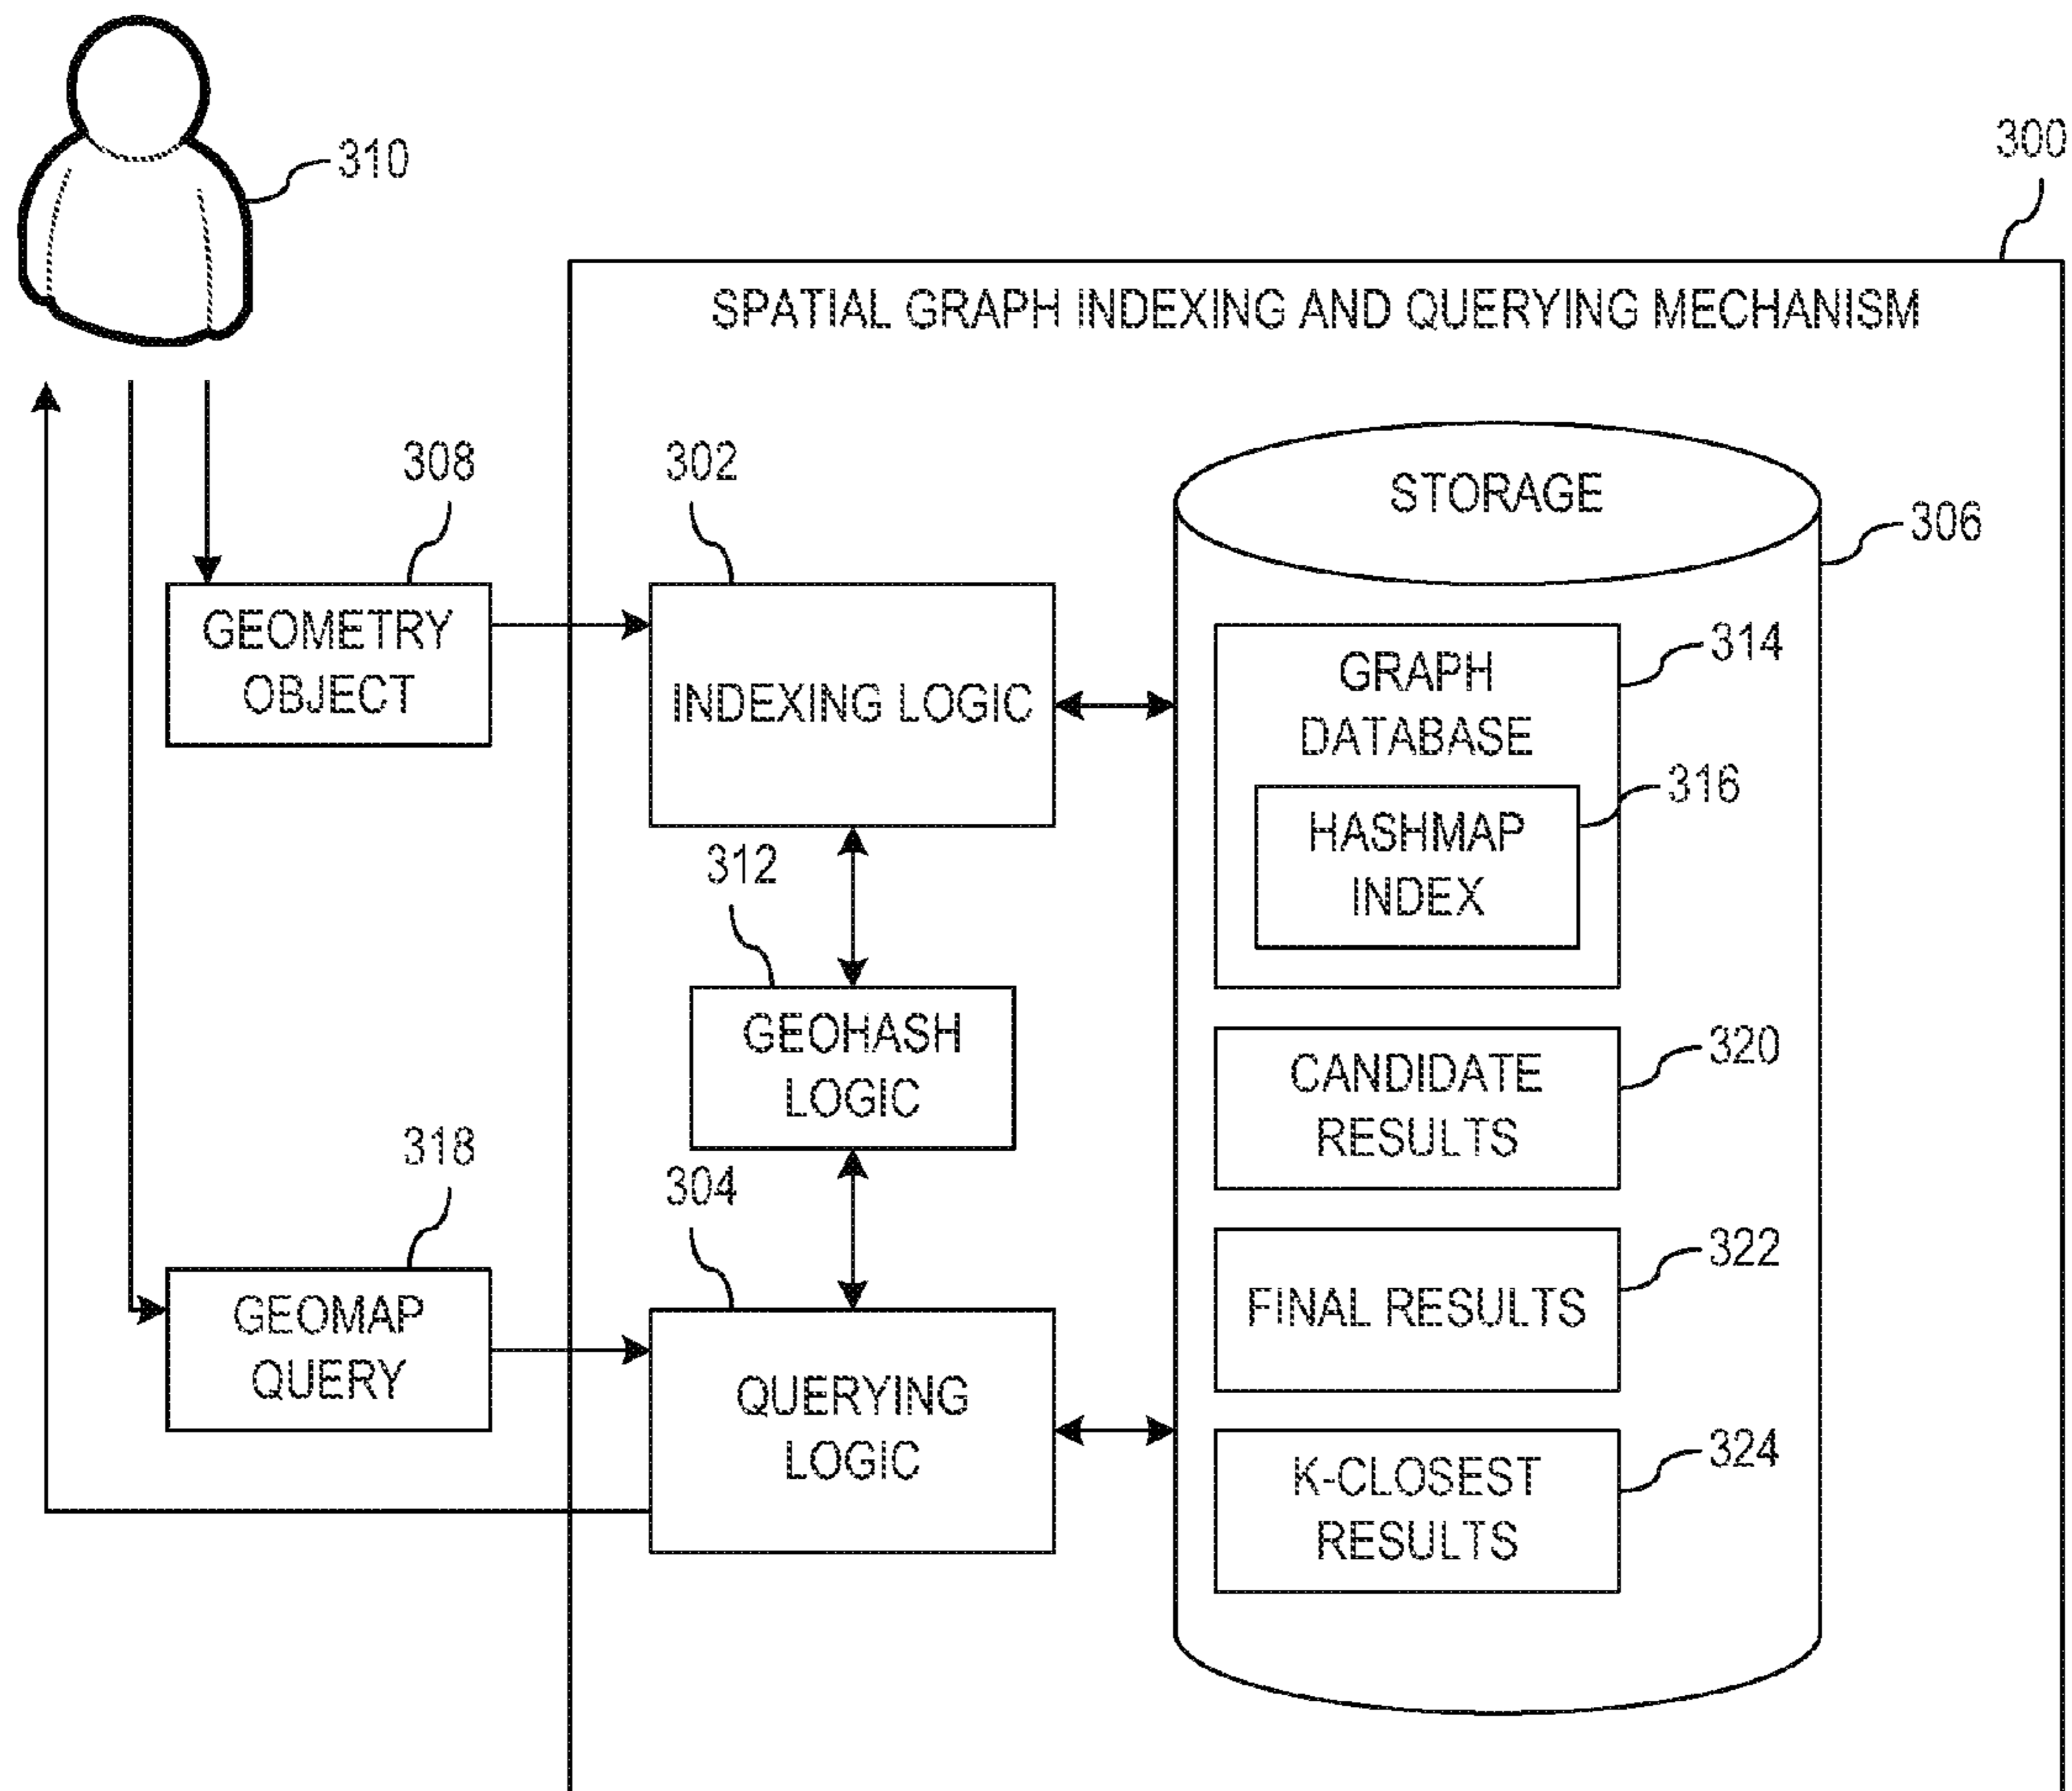 310
300
SPATIAL GRAPH INDEXING AND QUERYING MECHANISM
308
302
STORAGE
306
GEOMETRY
OBJECT
INDEXING LOGIC
314
GRAPH
DATABASE
316
HASHMAP
INDEX
312
GEOHASH
LOGIC
320
CANDIDATE
RESULTS
318
304
322
FINAL RESULTS
GEOMAP
QUERY
QUERYING
LOGIC
324
K-CLOSEST
RESULTS